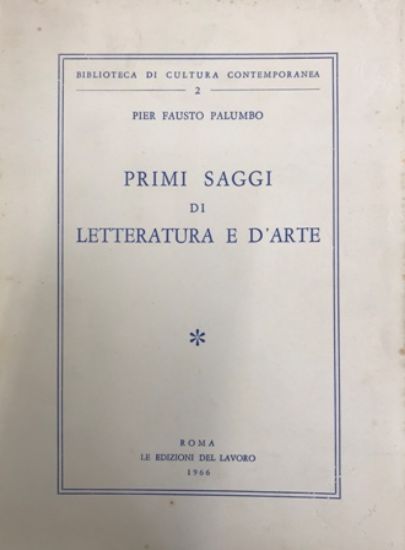 BIBLIOTECA DI CULTURA CONTEMPORANEA
2
PIER FAUSTO PALUMBO
PRIMI SAGGI
DI
LETTERATURA E D'ARTE
*
ROMA
LE EDIZIONI DEL LAVORO
1966